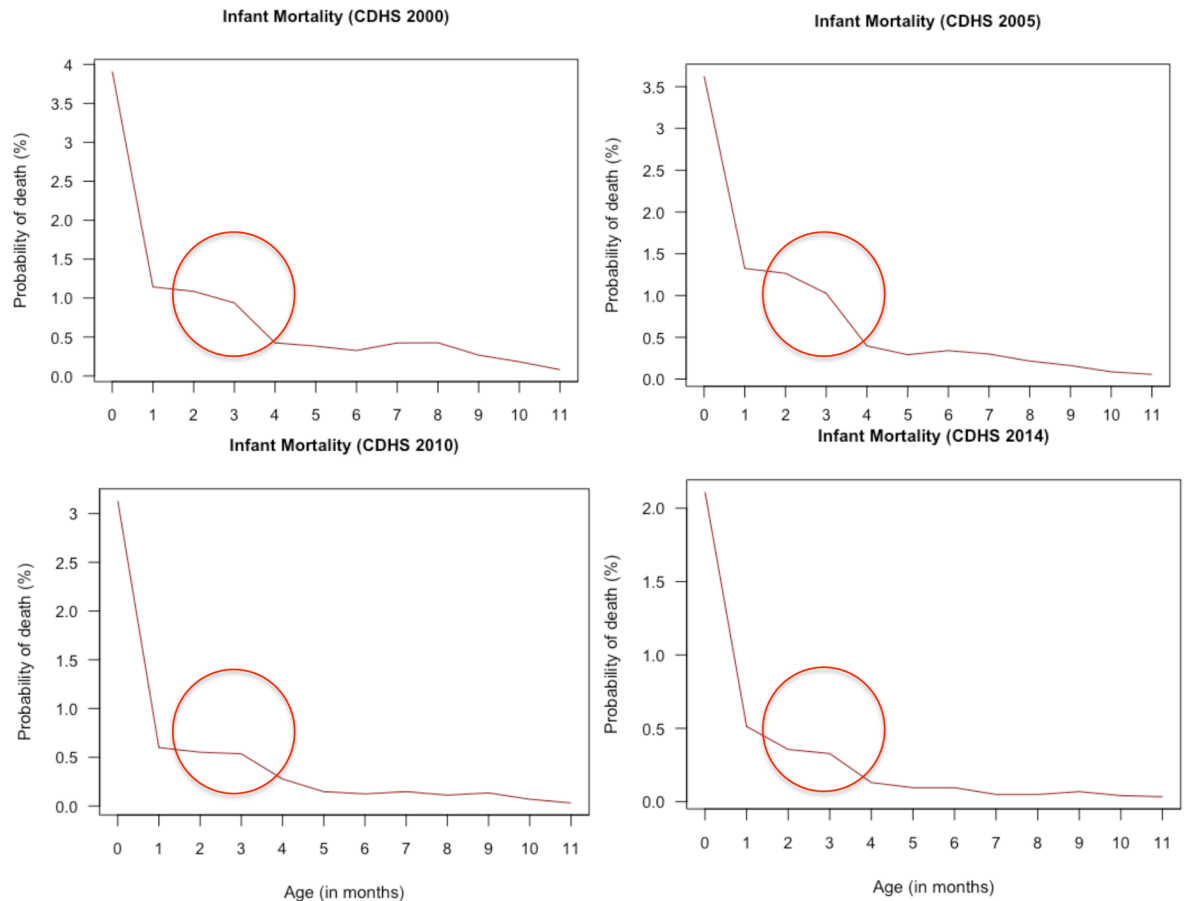 Infant Mortality (CDHS 2000)
Probability of death (%)
4
3.5
3
2.5
2.0
1.5
1.0
0.5
0.0
0 1 2 3 4 5 6 7 8 9 10 11
Infant Mortality (CDHS 2005)
Probability of death (%)
3.5
3
2.5
2.0
1.5
1.0
0.5
0.0
0 1 2 3 4 5 6 7 8 9 10 11
Infant Mortality (CDHS 2010)
Probability of death (%)
3
2.5
2.0
1.5
1.0
0.5
0.0
0 1 2 3 4 5 6 7 8 9 10 11
Age (in months)
Infant Mortality (CDHS 2014)
Probability of death (%)
2.0
1.5
1.0
0.5
0.0
0 1 2 3 4 5 6 7 8 9 10 11
Age (in months)